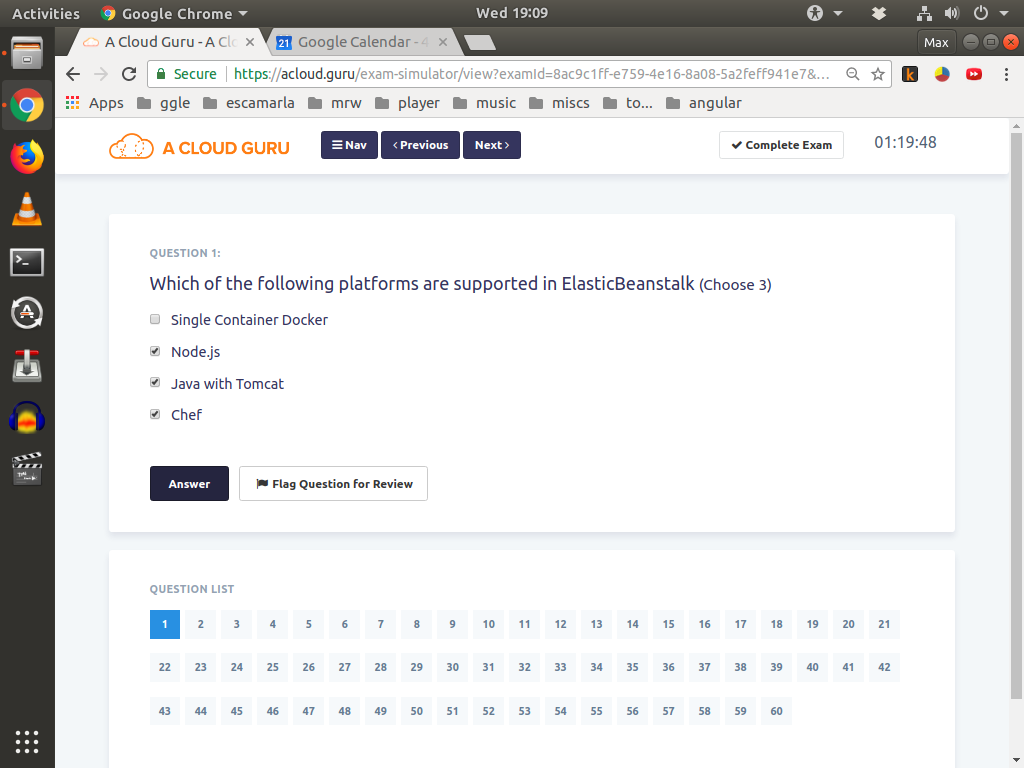 Activities Google Chrome Wed 19:09
A Cloud Guru - A Clo Google Calendar - 4 Max
Secure https://acloud.guru/exam-simulator/view?examId=8ac9c1ff-e759-4e16-8a08-5a2feff941e7&...
Apps ggle escamarla mrw player music miscs to... angular
A CLOUD GURU Nav Previous Next Complete Exam 01:19:48
QUESTION 1:
Which of the following platforms are supported in ElasticBeanstalk (Choose 3)
Single Container Docker
Node.js
Java with Tomcat
Chef
Answer Flag Question for Review
QUESTION LIST
1 2 3 4 5 6 7 8 9 10 11 12 13 14 15 16 17 18 19 20 21
22 23 24 25 26 27 28 29 30 31 32 33 34 35 36 37 38 39 40 41 42
43 44 45 46 47 48 49 50 51 52 53 54 55 56 57 58 59 60